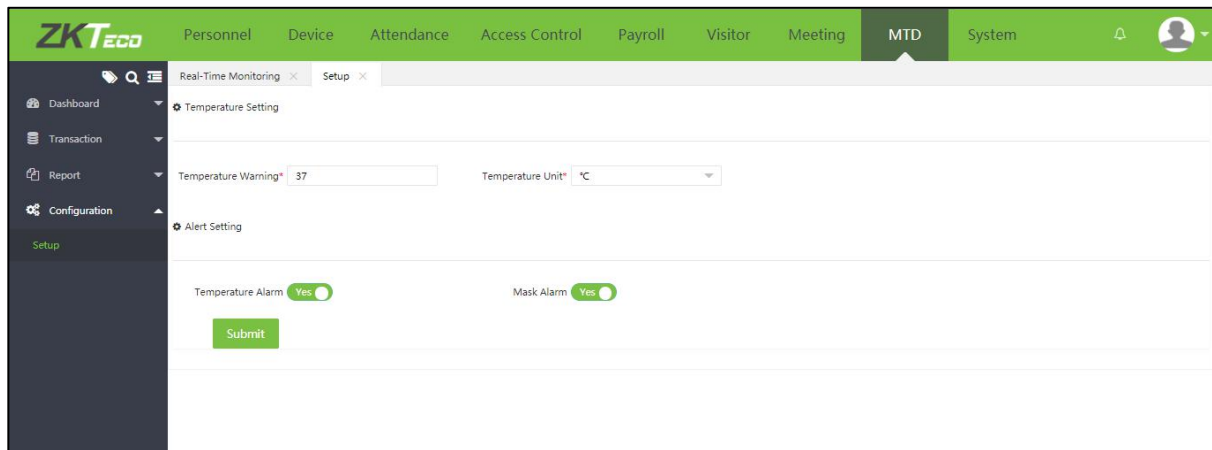 ZKTeco Personnel Device Attendance Access Control Payroll Visitor Meeting MTD System
Real-Time Monitoring Setup
Dashboard
Transaction
Report
Configuration
Setup
Temperature Setting
Temperature Warning* 37 Temperature Unit* °C
Alert Setting
Temperature Alarm Yes Mask Alarm Yes
Submit